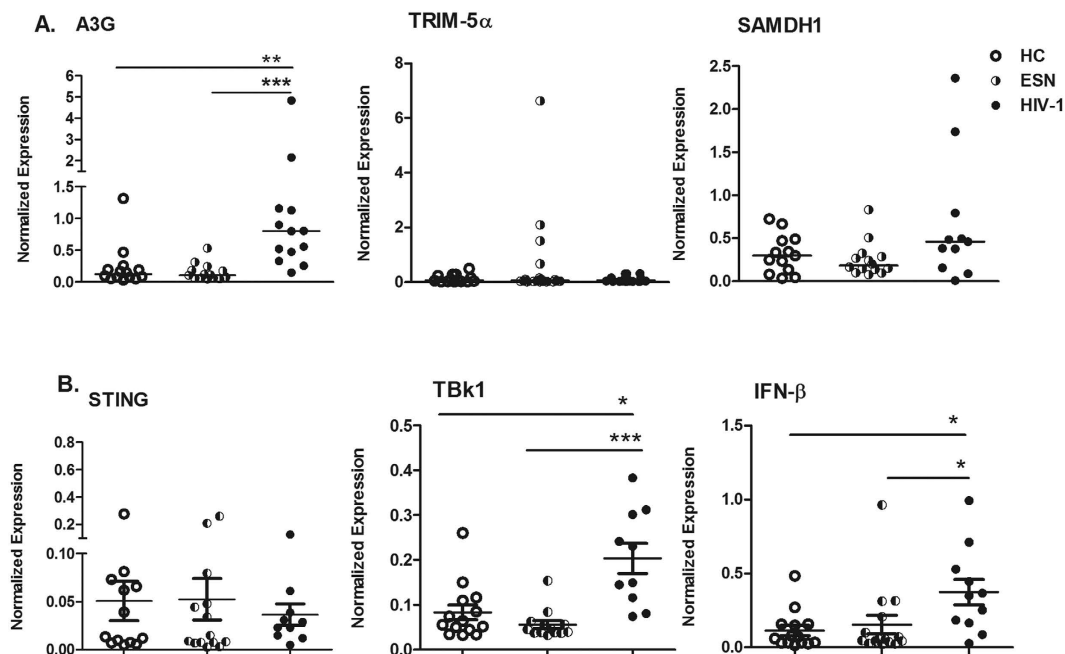 A. A3G
TRIM-5α
SAMDH1
HC
ESN
HIV-1
**
***
Normalized Expression
6
5
4
3
2
1
1.5
1.0
0.5
0.0
Normalized Expression
8
6
4
2
0
Normalized Expression
2.5
2.0
1.5
1.0
0.5
0.0
B.
STING
TBk1
IFN-β
Normalized Expression
0.8
0.6
0.4
0.2
0.10
0.05
0.00
*
***
Normalized Expression
0.5
0.4
0.3
0.2
0.1
0.0
*
*
Normalized Expression
1.5
1.0
0.5
0.0